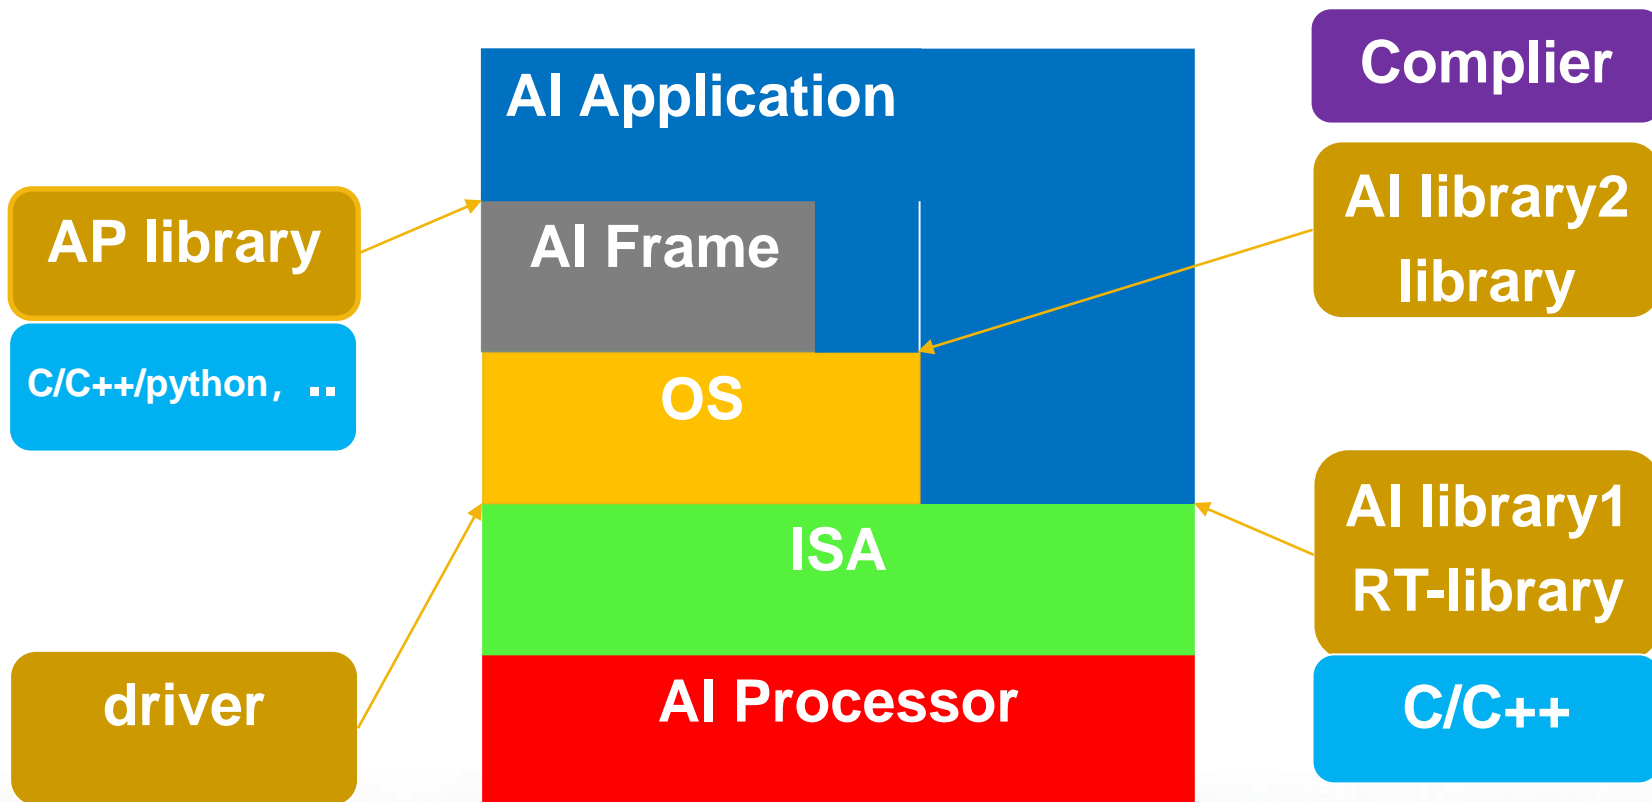 Complier
AI Application
AI library2
library
AP library
AI Frame
C/C++/python，..
OS
AI library1
RT-library
ISA
driver
AI Processor
C/C++